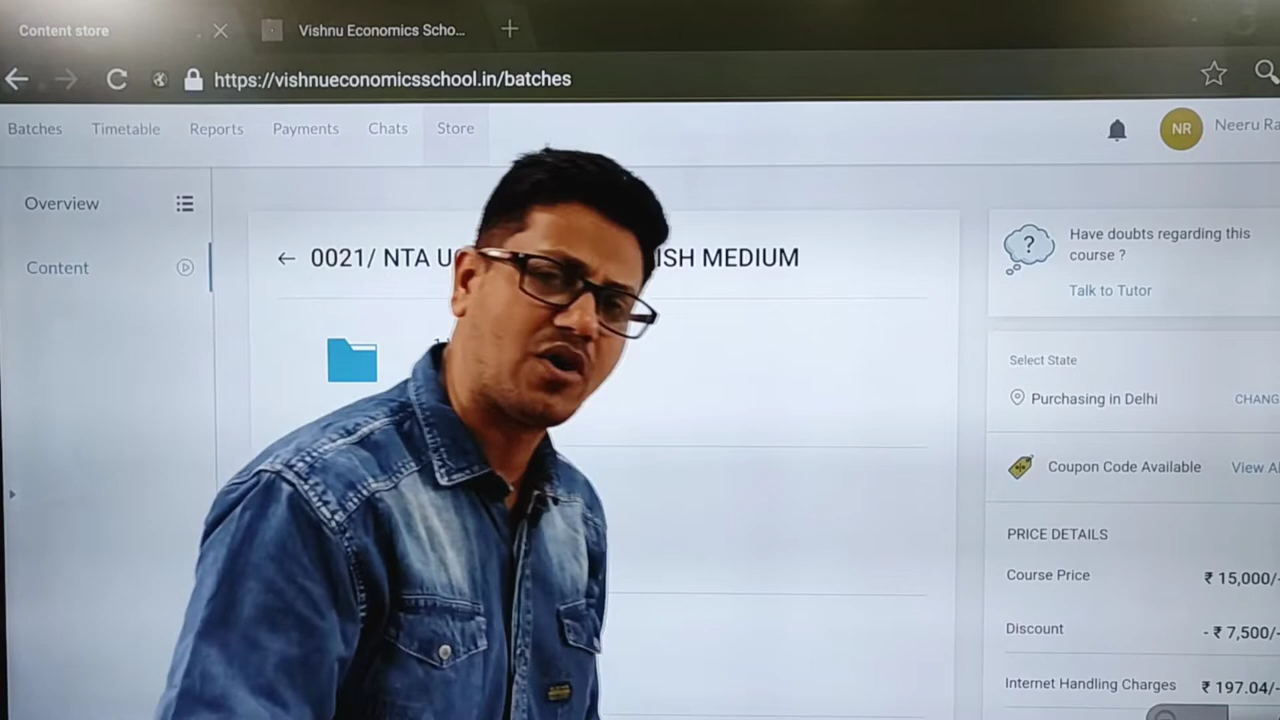 Content store
Vishnu Economics Scho...
https://vishnueconomicsschool.in/batches
Batches Timetable Reports Payments Chats Store
NR
Neeru Ra
Overview
Content
0021/ NTA U
ISH MEDIUM
Have doubts regarding this
course ?
Talk to Tutor
Select State
Purchasing in Delhi
CHANG
Coupon Code Available
View Al
PRICE DETAILS
Course Price
₹ 15,000/-
Discount
- ₹ 7,500/-
Internet Handling Charges
₹ 197.04/-